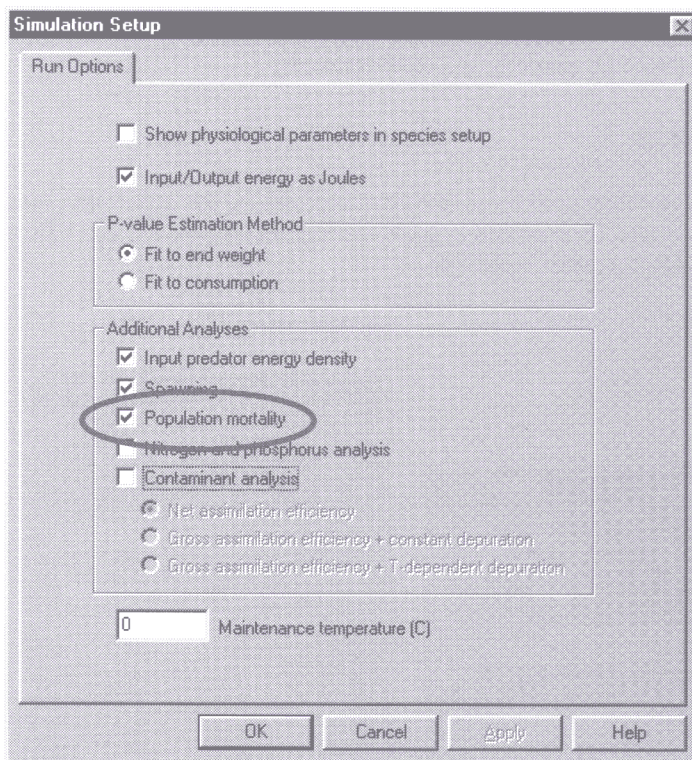 Simulation Setup
Run Options
Show physiological parameters in species setup
Input/Output energy as Joules
P-value Estimation Method
Fit to end weight
Fit to consumption
Additional Analyses
Input predator energy density
Spawning
Population mortality
Nitrogen and phosphorus analysis
Contaminant analysis
Net assimilation efficiency
Gross assimilation efficiency + constant depuration
Gross assimilation efficiency + T-dependent depuration
0 Maintenance temperature (C)
OK Cancel Apply Help